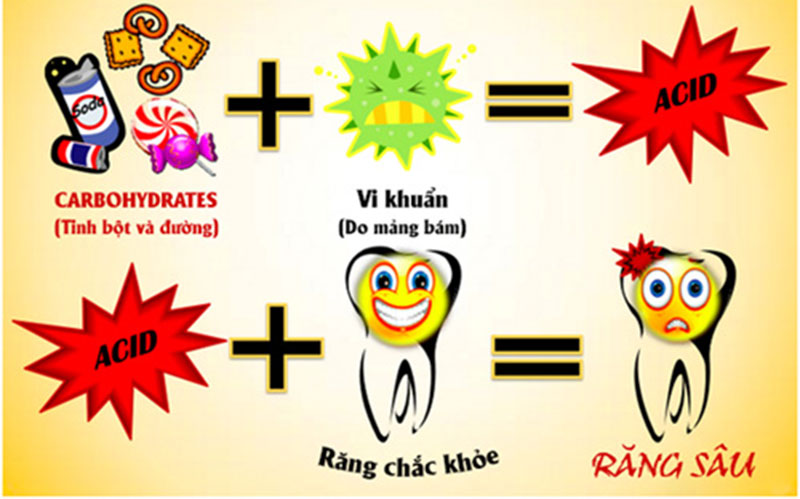 Soda
ACID
CARBOHYDRATES
(Tinh bột và đường)
Vi khuẩn
(Do mảng bám)
ACID
Răng chắc khỏe
RĂNG SÂU